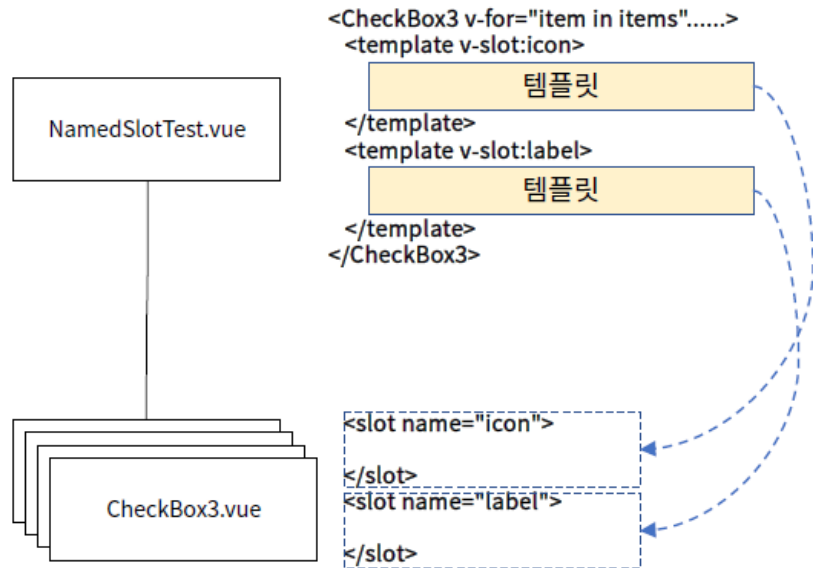 <CheckBox3 v-for="item in items"......>
<template v-slot:icon>
템플릿
</template>
<template v-slot:label>
템플릿
</template>
</CheckBox3>
NamedSlotTest.vue
<slot name="icon">
</slot>
<slot name="label">
</slot>
CheckBox3.vue